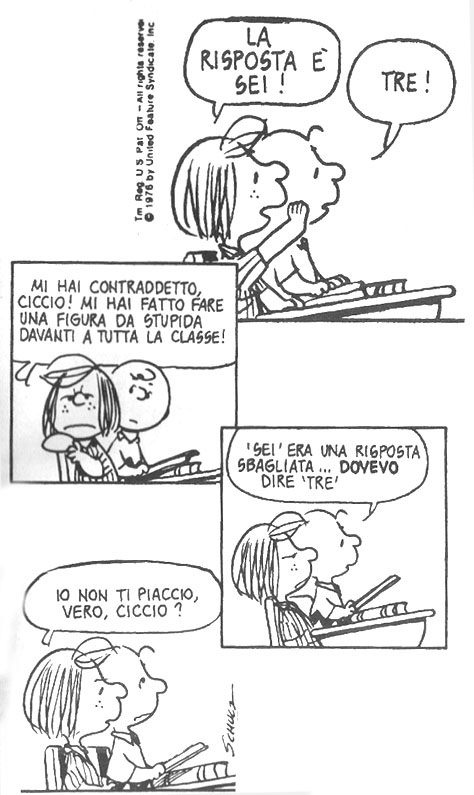 Tm Reg U S Pat Off — All rights reserve
© 1976 by United Feature Syndicate, Inc
LA
RISPOSTA È
SEI !
TRE !
MI HAI CONTRADDETTO,
CICCIO! MI HAI FATTO FARE
UNA FIGURA DA STUPIDA
DAVANTI A TUTTA LA CLASSE!
'SEI' ERA UNA RISPOSTA
SBAGLIATA ... DOVEVO
DIRE 'TRE'
IO NON TI PIACCIO,
VERO, CICCIO ?
SCHULZ